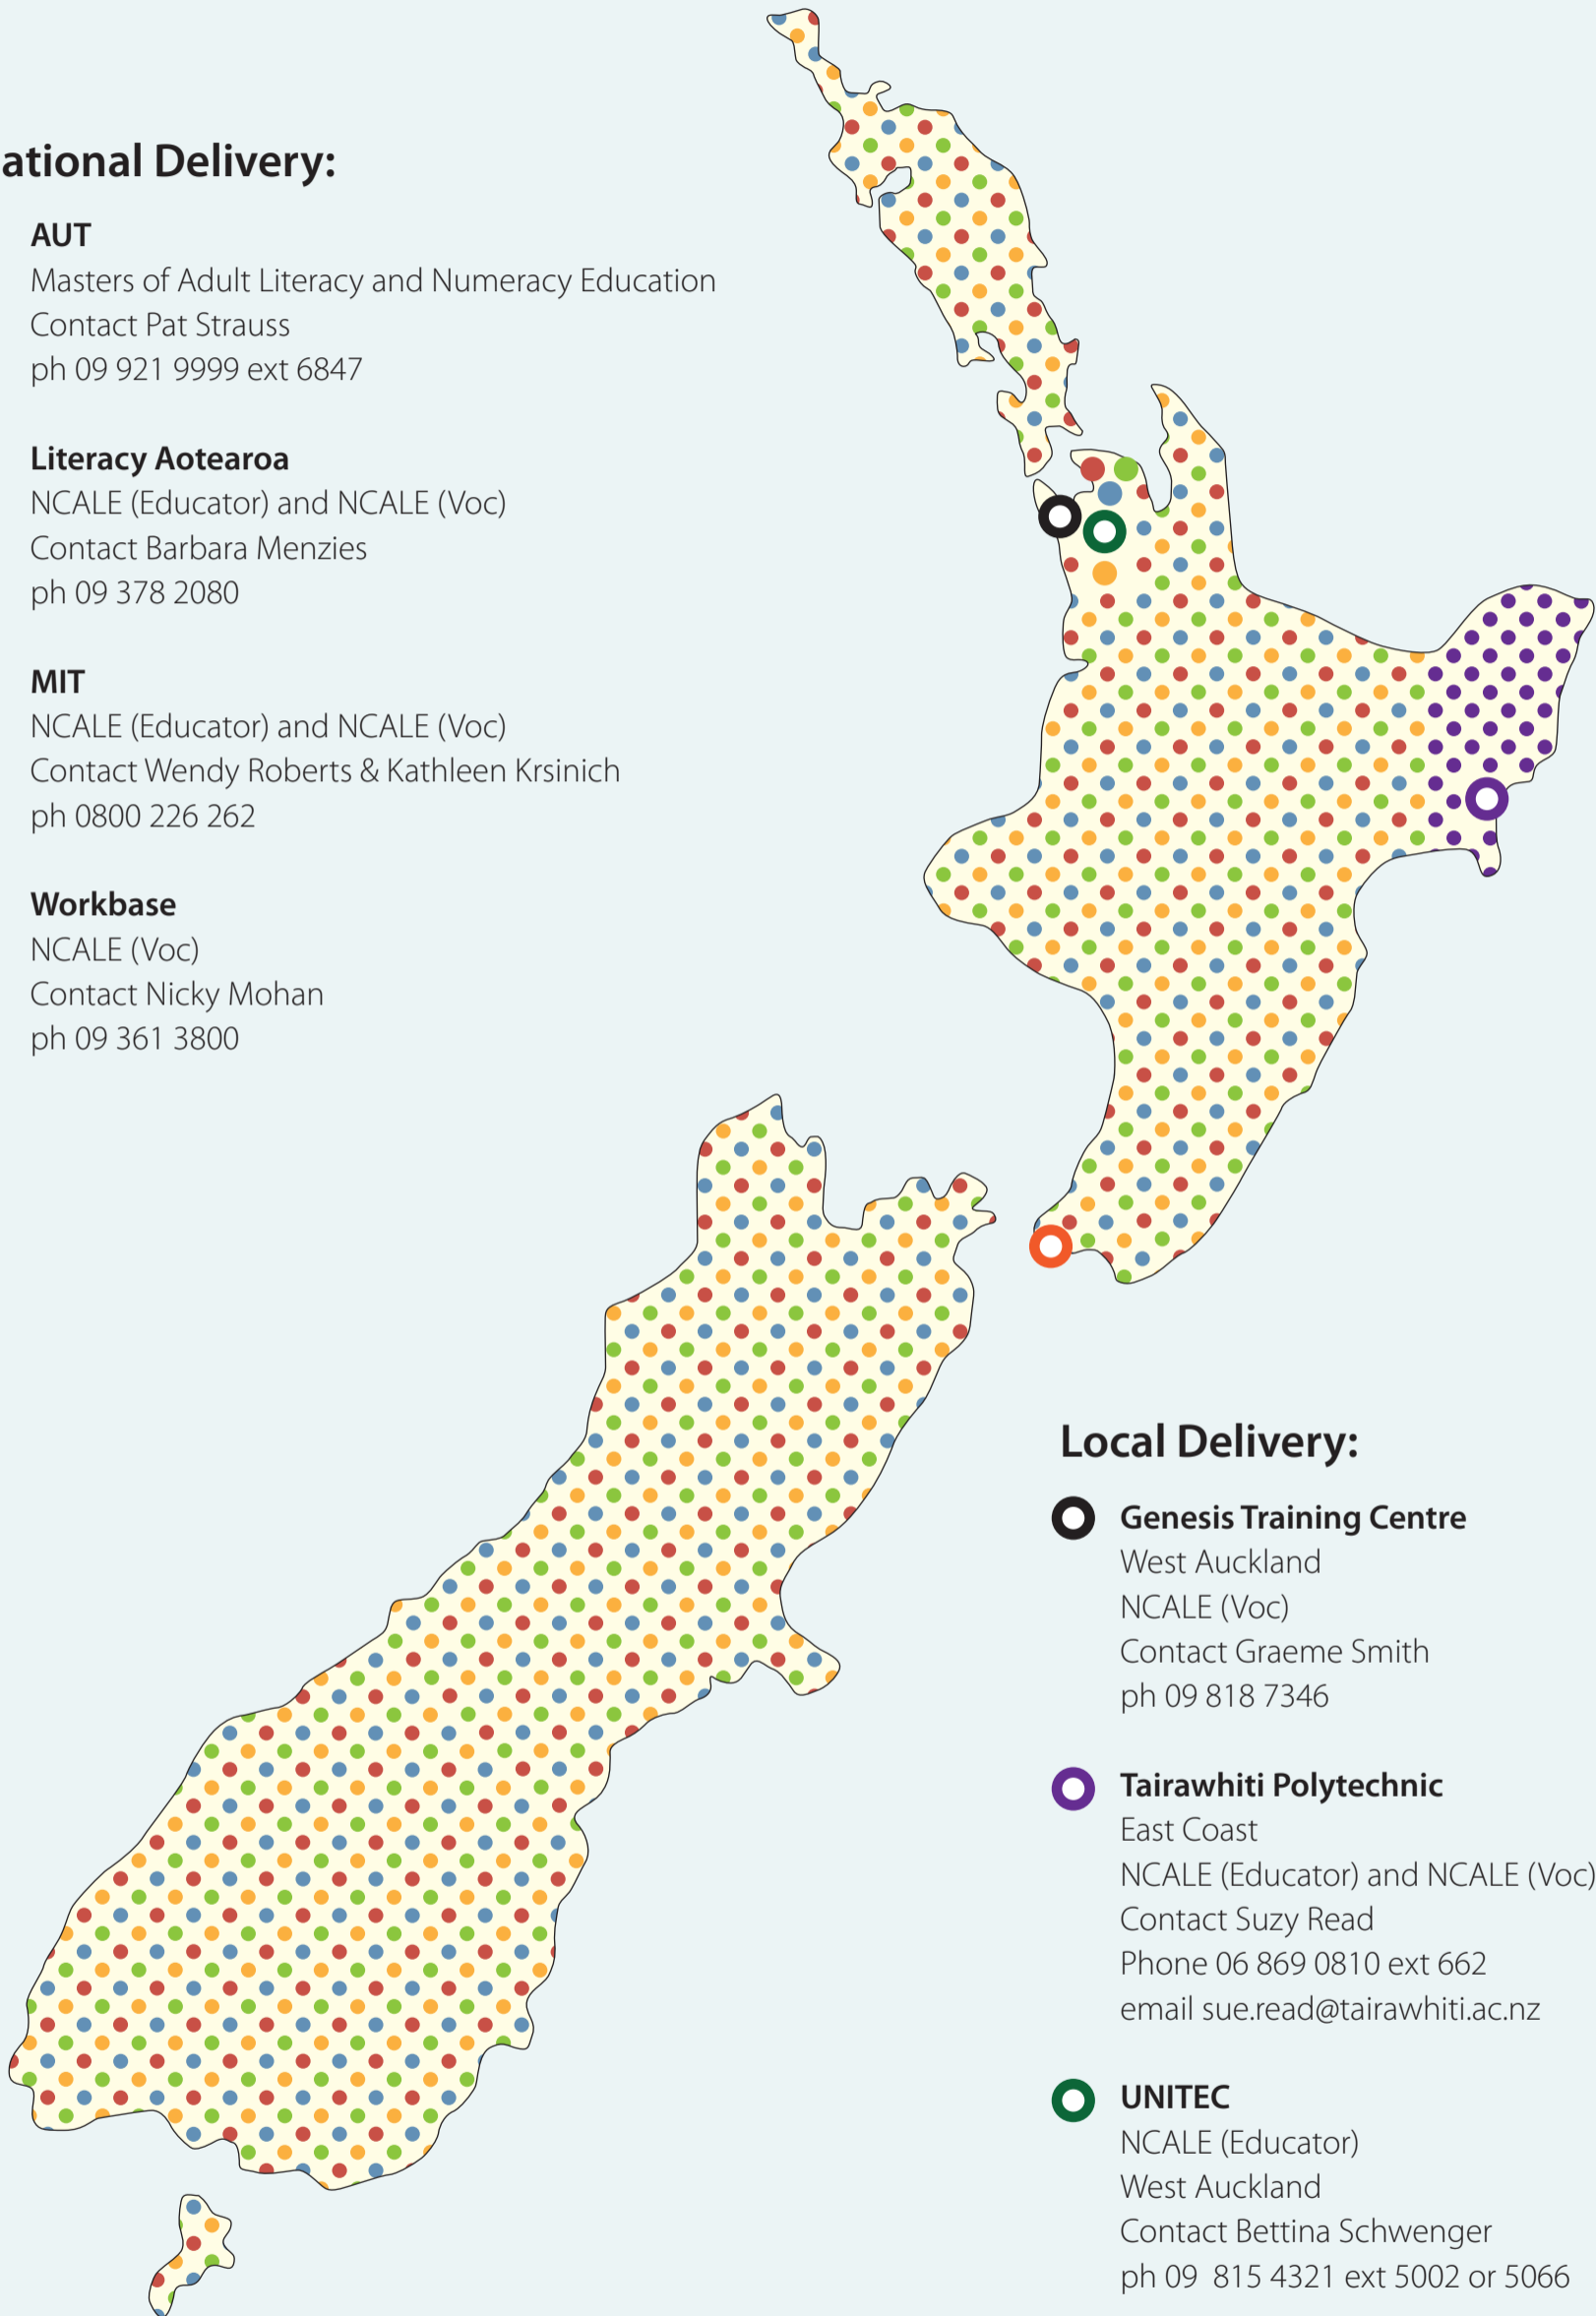 ational Delivery:
AUT
Masters of Adult Literacy and Numeracy Education
Contact Pat Strauss
ph 09 921 9999 ext 6847
Literacy Aotearoa
NCALE (Educator) and NCALE (Voc)
Contact Barbara Menzies
ph 09 378 2080
MIT
NCALE (Educator) and NCALE (Voc)
Contact Wendy Roberts & Kathleen Krsinich
ph 0800 226 262
Workbase
NCALE (Voc)
Contact Nicky Mohan
ph 09 361 3800
Local Delivery:
Genesis Training Centre
West Auckland
NCALE (Voc)
Contact Graeme Smith
ph 09 818 7346
Tairawhiti Polytechnic
East Coast
NCALE (Educator) and NCALE (Voc)
Contact Suzy Read
Phone 06 869 0810 ext 662
email sue.read@tairawhiti.ac.nz
UNITEC
NCALE (Educator)
West Auckland
Contact Bettina Schwenger
ph 09  815 4321 ext 5002 or 5066